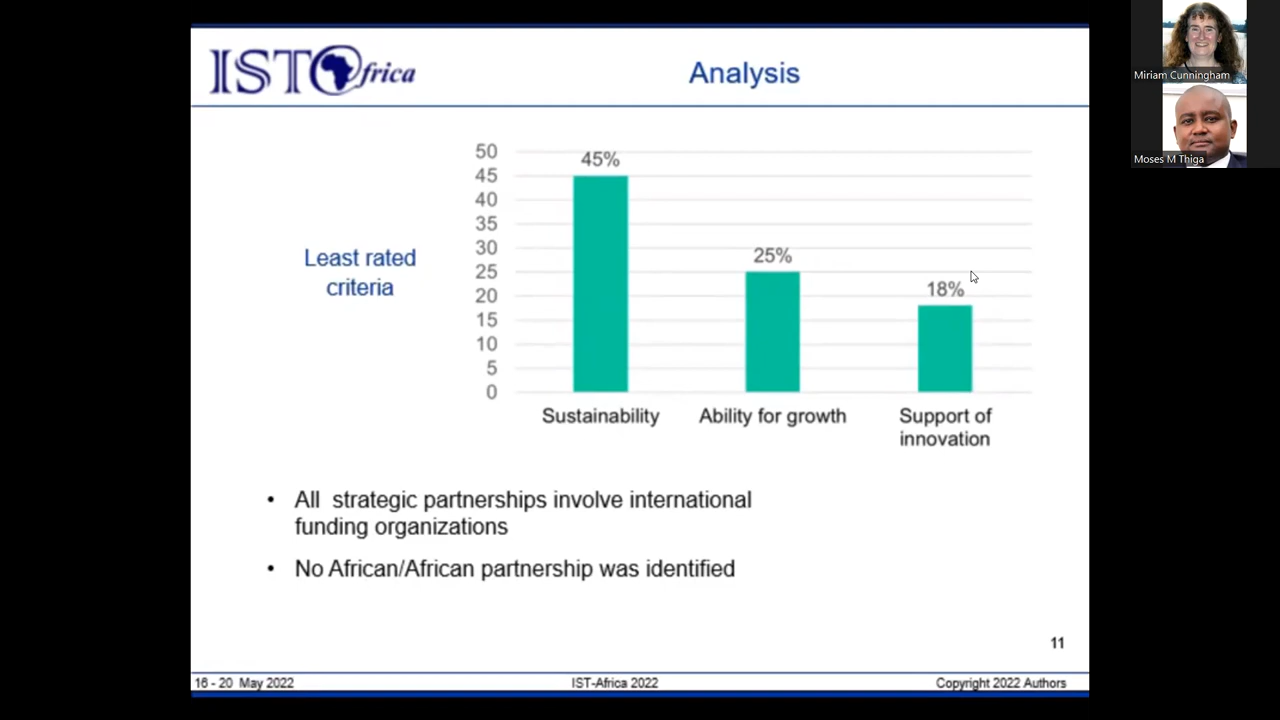 IST Africa
Analysis
Miriam Cunningham
Moses M Thiga
Least rated
criteria
50
45
40
35
30
25
20
15
10
5
0
45%
25%
18%
Sustainability
Ability for growth
Support of
innovation
• All strategic partnerships involve international
funding organizations
• No African/African partnership was identified
11
16 - 20 May 2022
IST-Africa 2022
Copyright 2022 Authors